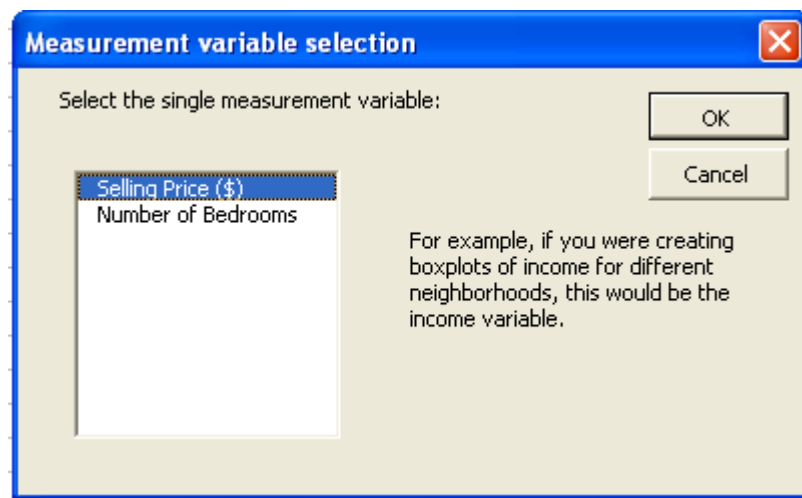 Measurement variable selection
Select the single measurement variable:
OK
Cancel
Selling Price ($)
Number of Bedrooms
For example, if you were creating
boxplots of income for different
neighborhoods, this would be the
income variable.